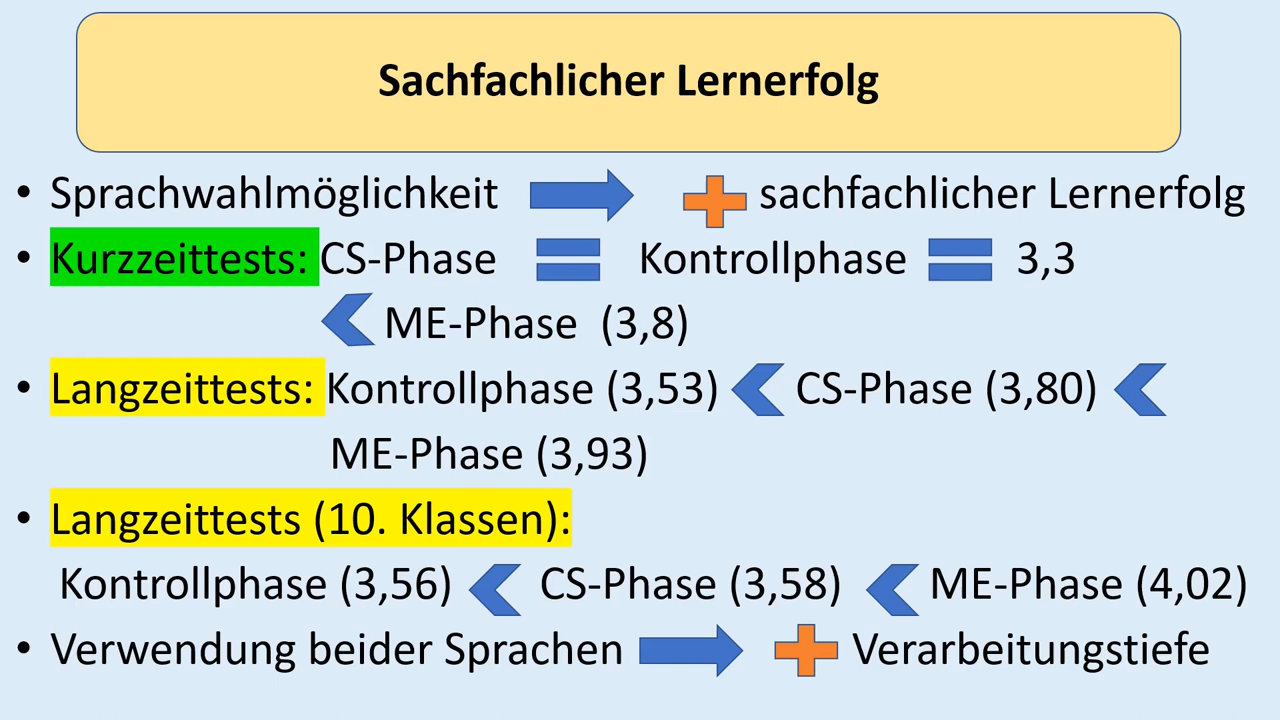 Sachfachlicher Lernerfolg
• Sprachwahlmöglichkeit sachfachlicher Lernerfolg
• Kurzzeittests: CS-Phase Kontrollphase 3,3
ME-Phase (3,8)
• Langzeittests: Kontrollphase (3,53) CS-Phase (3,80)
ME-Phase (3,93)
• Langzeittests (10. Klassen):
Kontrollphase (3,56) CS-Phase (3,58) ME-Phase (4,02)
• Verwendung beider Sprachen Verarbeitungstiefe